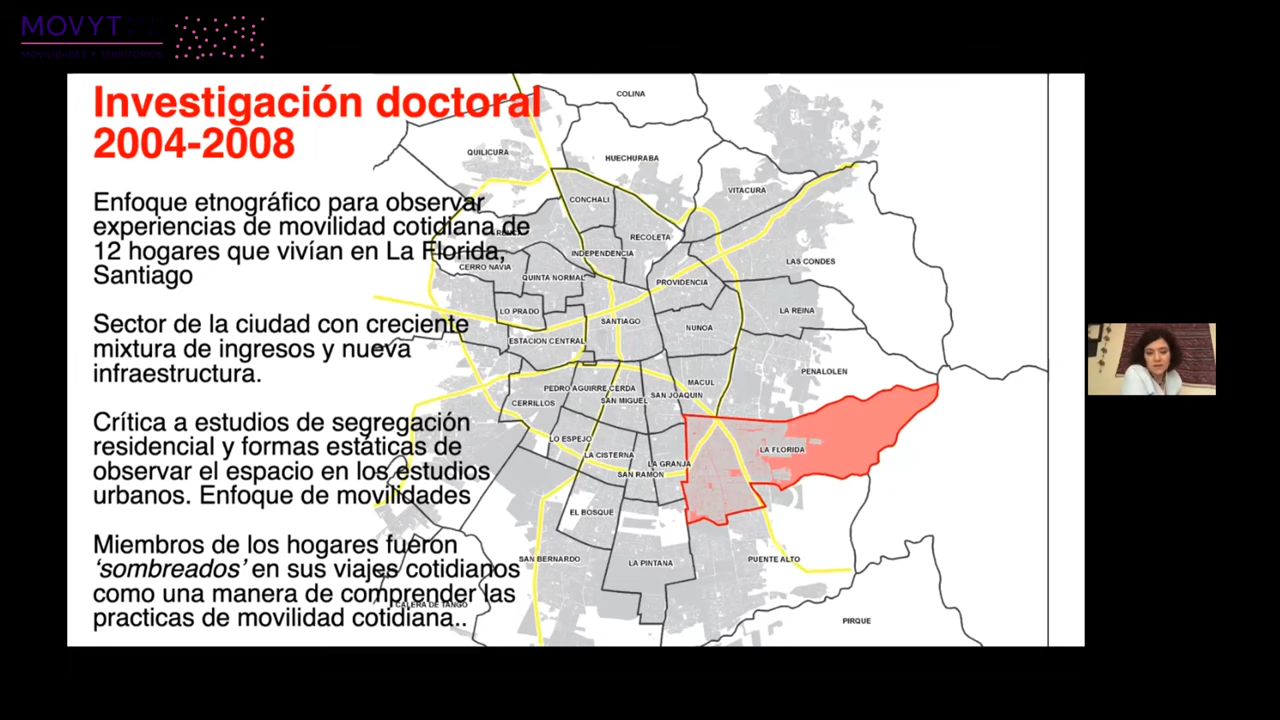 MOVYT
MOVILIDADES Y TERRITORIOS
Investigación doctoral
2004-2008
Enfoque etnográfico para observar
experiencias de movilidad cotidiana de
12 hogares que vivían en La Florida,
Santiago
Sector de la ciudad con creciente
mixtura de ingresos y nueva
infraestructura.
Crítica a estudios de segregación
residencial y formas estáticas de
observar el espacio en los estudios
urbanos. Enfoque de movilidades
Miembros de los hogares fueron
‘sombreados’ en sus viajes cotidianos
como una manera de comprender las
practicas de movilidad cotidiana..
COLINA
QUILICURA
HUECHURABA
VITACURA
CONCHALI
RECOLETA
INDEPENDENCIA
LAS CONDES
CERRO NAVIA
QUINTA NORMAL
PROVIDENCIA
LO PRADO
LA REINA
SANTIAGO
NUNOA
ESTACION CENTRAL
PENALOLEN
MACUL
PEDRO AGUIRRE CERDA
SAN JOAQUIN
SAN MIGUEL
CERRILLOS
LO ESPEJO
LA FLORIDA
LA CISTERNA
LA GRANJA
SAN RAMON
EL BOSQUE
SAN BERNARDO
LA PINTANA
PUENTE ALTO
CALERA DE TANGO
PIRQUE